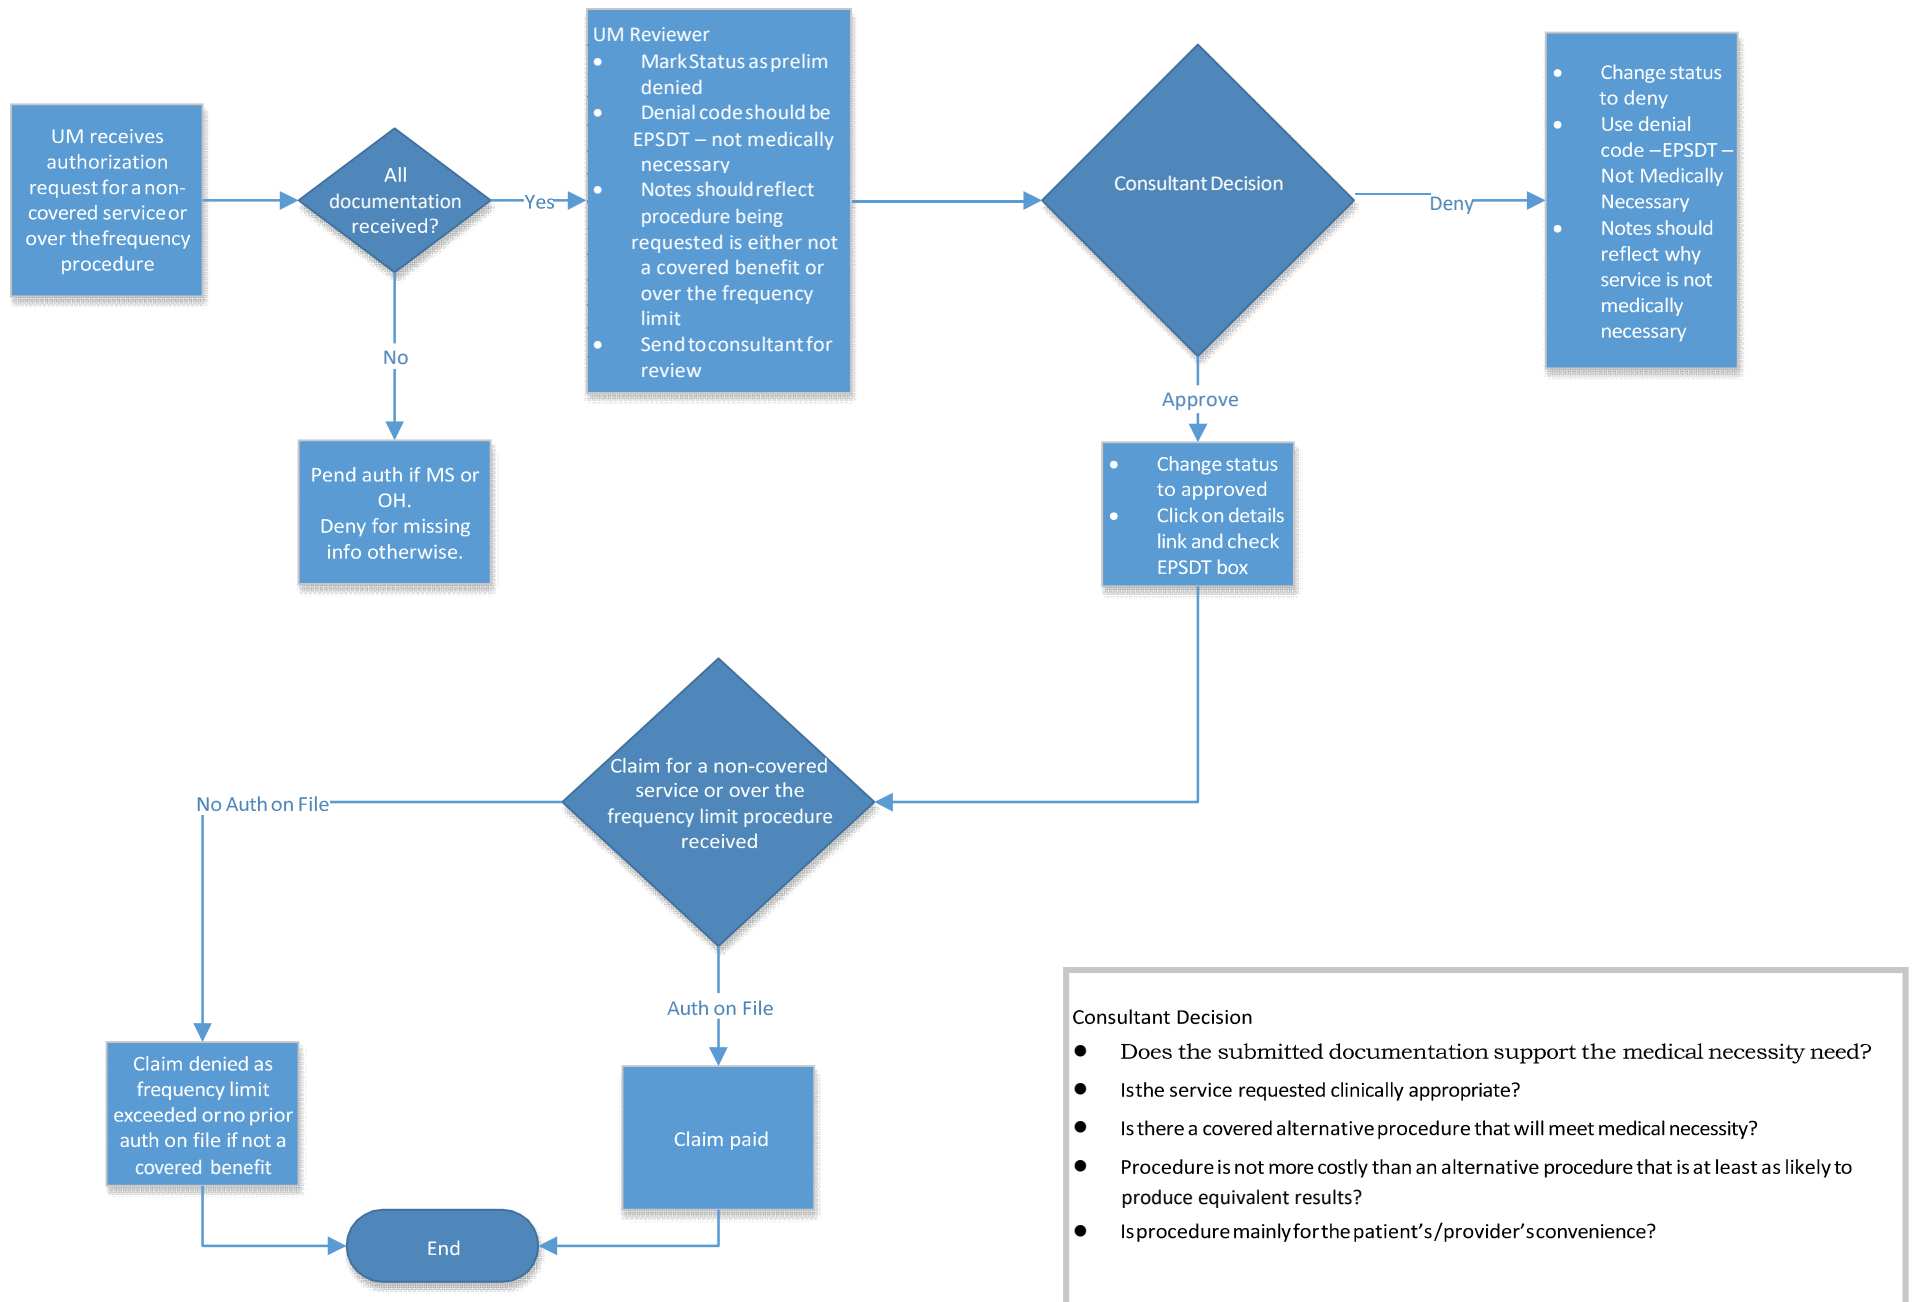 UM receives
authorization
request for a non-
covered service or
over the frequency
procedure
All
documentation
received?
Yes
No
Pend auth if MS or
OH.
Deny for missing
info otherwise.
UM Reviewer
• Mark Status as prelim
denied
• Denial code should be
EPSDT – not medically
necessary
• Notes should reflect
procedure being
requested is either not
a covered benefit or
over the frequency
limit
• Send to consultant for
review
Consultant Decision
Deny
• Change status
to deny
• Use denial
code –EPSDT –
Not Medically
Necessary
• Notes should
reflect why
service is not
medically
necessary
Approve
• Change status
to approved
• Click on details
link and check
EPSDT box
Claim for a non-covered
service or over the
frequency limit procedure
received
No Auth on File
Auth on File
Claim denied as
frequency limit
exceeded or no prior
auth on file if not a
covered benefit
Claim paid
End
Consultant Decision
• Does the submitted documentation support the medical necessity need?
• Is the service requested clinically appropriate?
• Is there a covered alternative procedure that will meet medical necessity?
• Procedure is not more costly than an alternative procedure that is at least as likely to
produce equivalent results?
• Is procedure mainly for the patient's/provider's convenience?